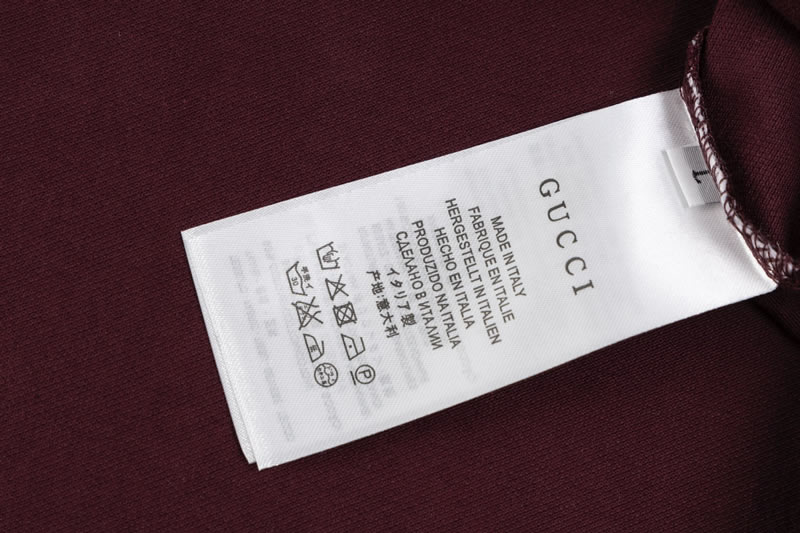 GUCCI
MADE IN ITALY
FABRIQUE EN ITALIE
HERGESTELLT IN ITALIEN
HECHO EN ITALIA
PRODUZIDO NA ITALIA
СДЕЛАНО В ИТАЛИИ
イタリア製
产地:意大利
P
30
L